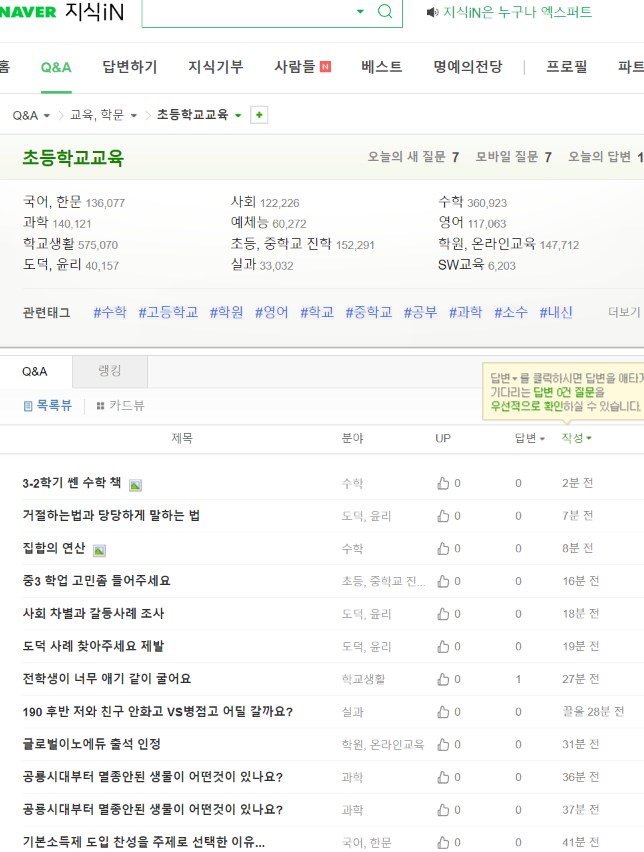 NAVER 지식iN 지식iN은 누구나 엑스퍼트
홈 Q&A 답변하기 지식기부 사람들 N 베스트 명예의전당 프로필 파트
Q&A 교육, 학문 초등학교교육
초등학교교육 오늘의 새 질문 7 모바일 질문 7 오늘의 답변 1
국어, 한문 136,077 사회 122,226 수학 360,923
과학 140,121 예체능 60,272 영어 117,063
학교생활 575,070 초등, 중학교 진학 152,291 학원, 온라인교육 147,712
도덕, 윤리 40,157 실과 33,032 SW교육 6,203
관련태그 #수학 #고등학교 #학원 #영어 #학교 #중학교 #공부 #과학 #소수 #내신 더보기
Q&A 랭킹
답변 를 클릭하시면 답변을 애타게
기다리는 답변 0건 질문을
우선적으로 확인하실 수 있습니다.
목록뷰 카드뷰
제목 분야 UP 답변 작성
3-2학기 쎈 수학 책 수학 0 0 2분 전
거절하는법과 당당하게 말하는 법 도덕, 윤리 0 0 7분 전
집합의 연산 수학 0 0 8분 전
중3 학업 고민좀 들어주세요 초등, 중학교 진... 0 0 16분 전
사회 차별과 갈등사례 조사 도덕, 윤리 0 0 18분 전
도덕 사례 찾아주세요 제발 도덕, 윤리 0 0 19분 전
전학생이 너무 얘기 같이 굴어요 학교생활 0 1 27분 전
190 후반 저와 친구 안화고 VS병점고 어딜 갈까요? 실과 0 0 끌올 28분 전
글로벌이노에듀 출석 인정 학원, 온라인교육 0 0 31분 전
공룡시대부터 멸종안된 생물이 어떤것이 있나요? 과학 0 0 36분 전
공룡시대부터 멸종안된 생물이 어떤것이 있나요? 과학 0 0 37분 전
기본소득제 도입 찬성을 주제로 선택한 이유... 국어, 한문 0 0 41분 전